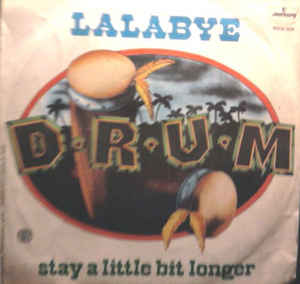 LALABYE
D·R·U·M
stay a little bit longer